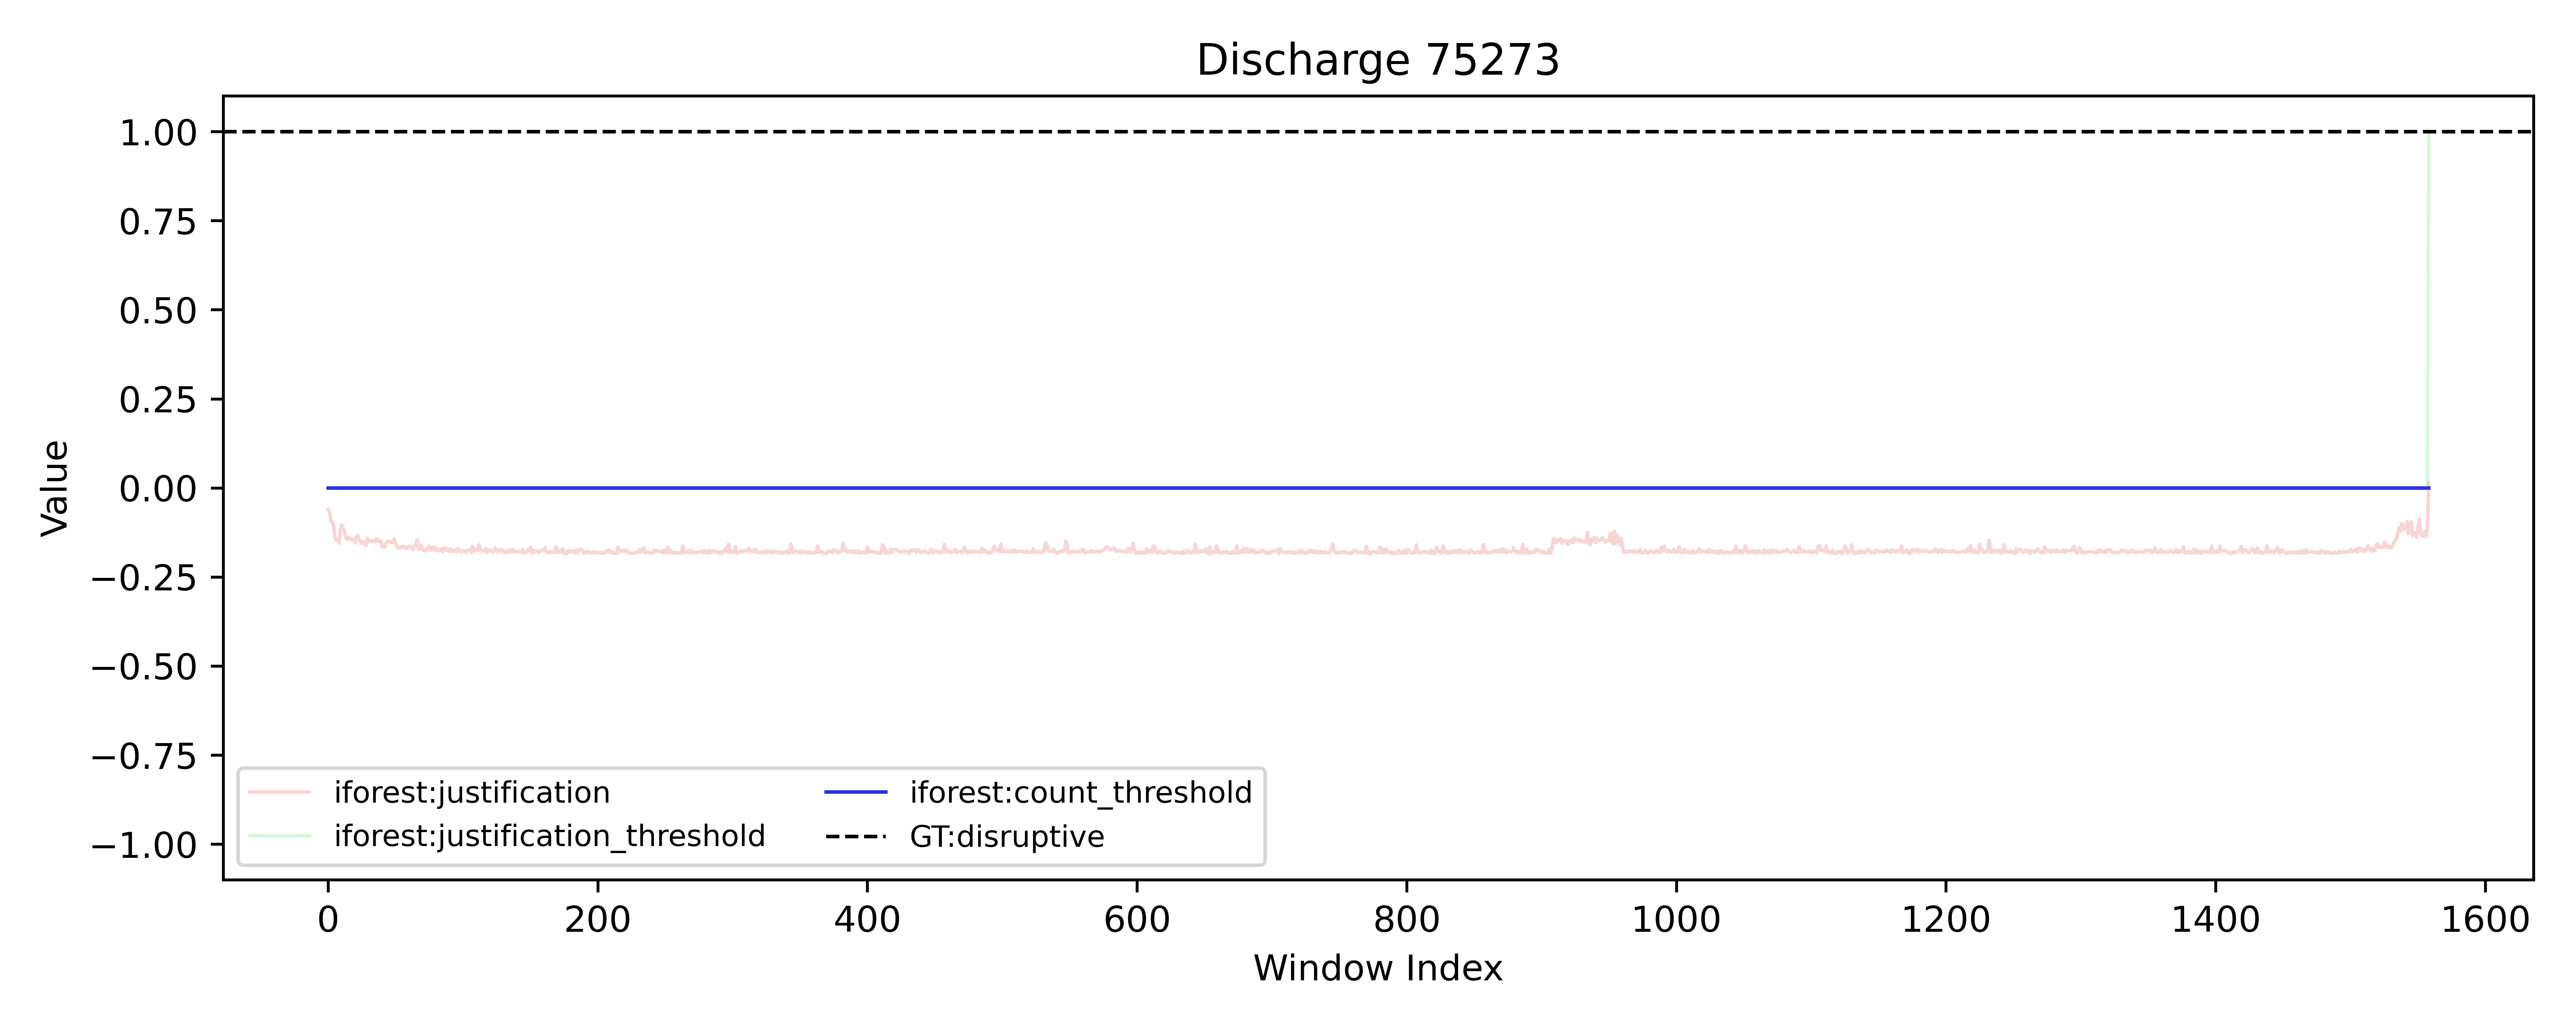 Discharge 75273
1.00
0.75
0.50
0.25
0.00
−0.25
−0.50
−0.75
−1.00
Value
iforest:justification
iforest:justification_threshold
iforest:count_threshold
GT:disruptive
0 200 400 600 800 1000 1200 1400 1600
Window Index